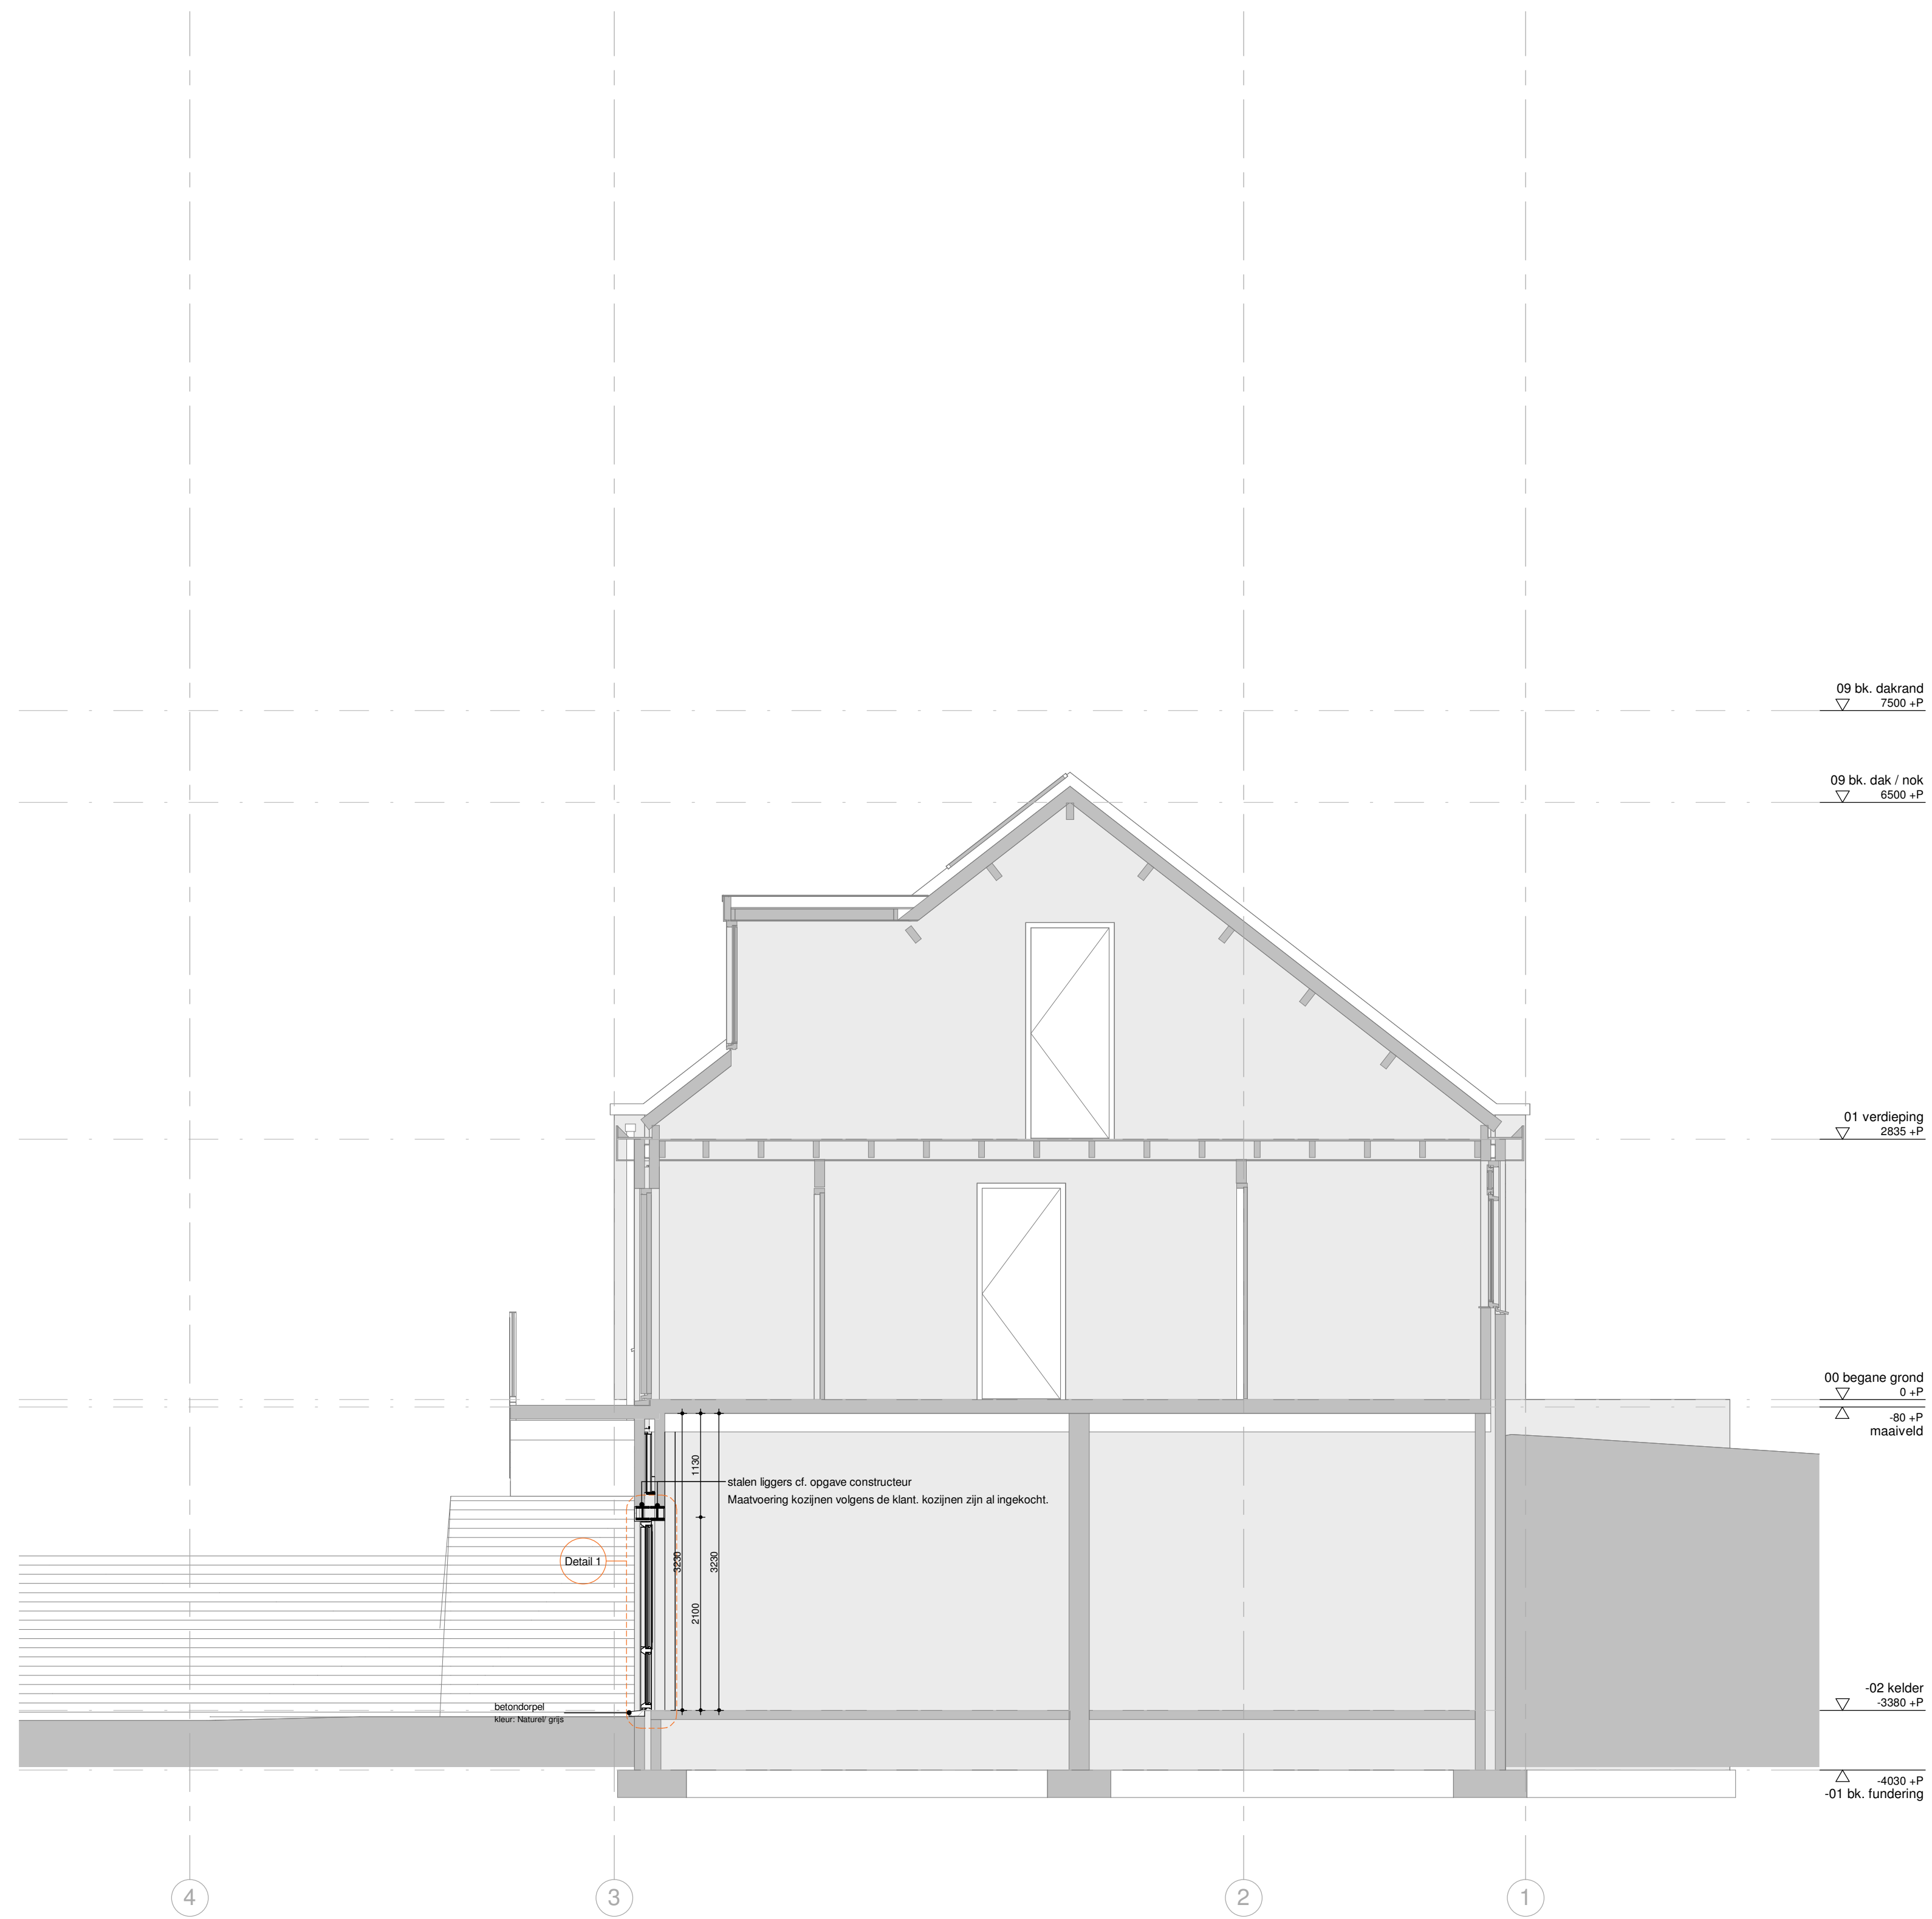 09 bk. dakrand
7500 +P
09 bk. dak / nok
6500 +P
01 verdieping
2835 +P
00 begane grond
0 +P
-80 +P
maaiveld
1130
stalen liggers cf. opgave constructeur
Maatvoering kozijnen volgens de klant. kozijnen zijn al ingekocht.
Detail 1
3230
3230
2100
betondorpel
kleur: Naturel/ grijs
-02 kelder
-3380 +P
-4030 +P
-01 bk. fundering
4
3
2
1